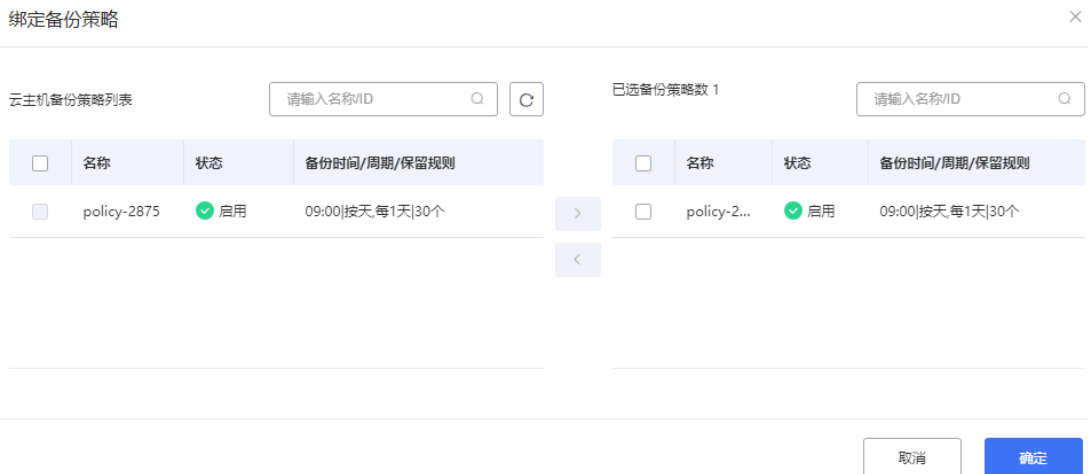 绑定备份策略
云主机备份策略列表 请输入名称/ID
名称 状态 备份时间/周期/保留规则
policy-2875 启用 09:00|按天,每1天|30个
已选备份策略数 1 请输入名称/ID
名称 状态 备份时间/周期/保留规则
policy-2... 启用 09:00|按天,每1天|30个
取消 确定